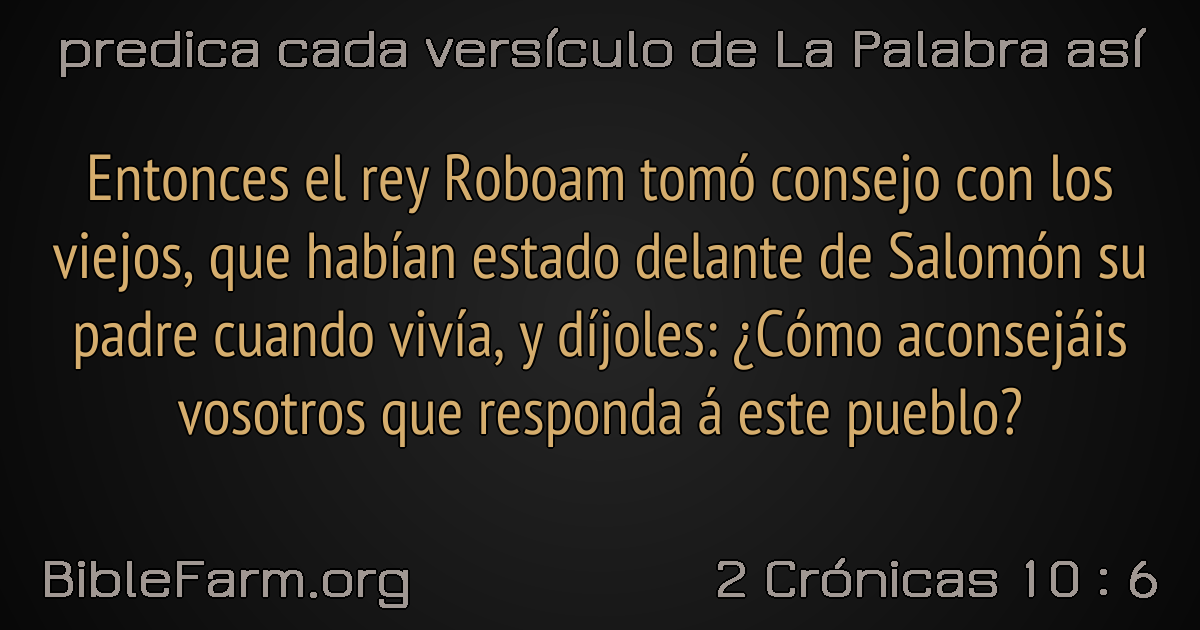 predica cada versículo de La Palabra así
Entonces el rey Roboam tomó consejo con los
viejos, que habían estado delante de Salomón su
padre cuando vivía, y díjoles: ¿Cómo aconsejáis
vosotros que responda á este pueblo?
BibleFarm.org
2 Crónicas 10 : 6